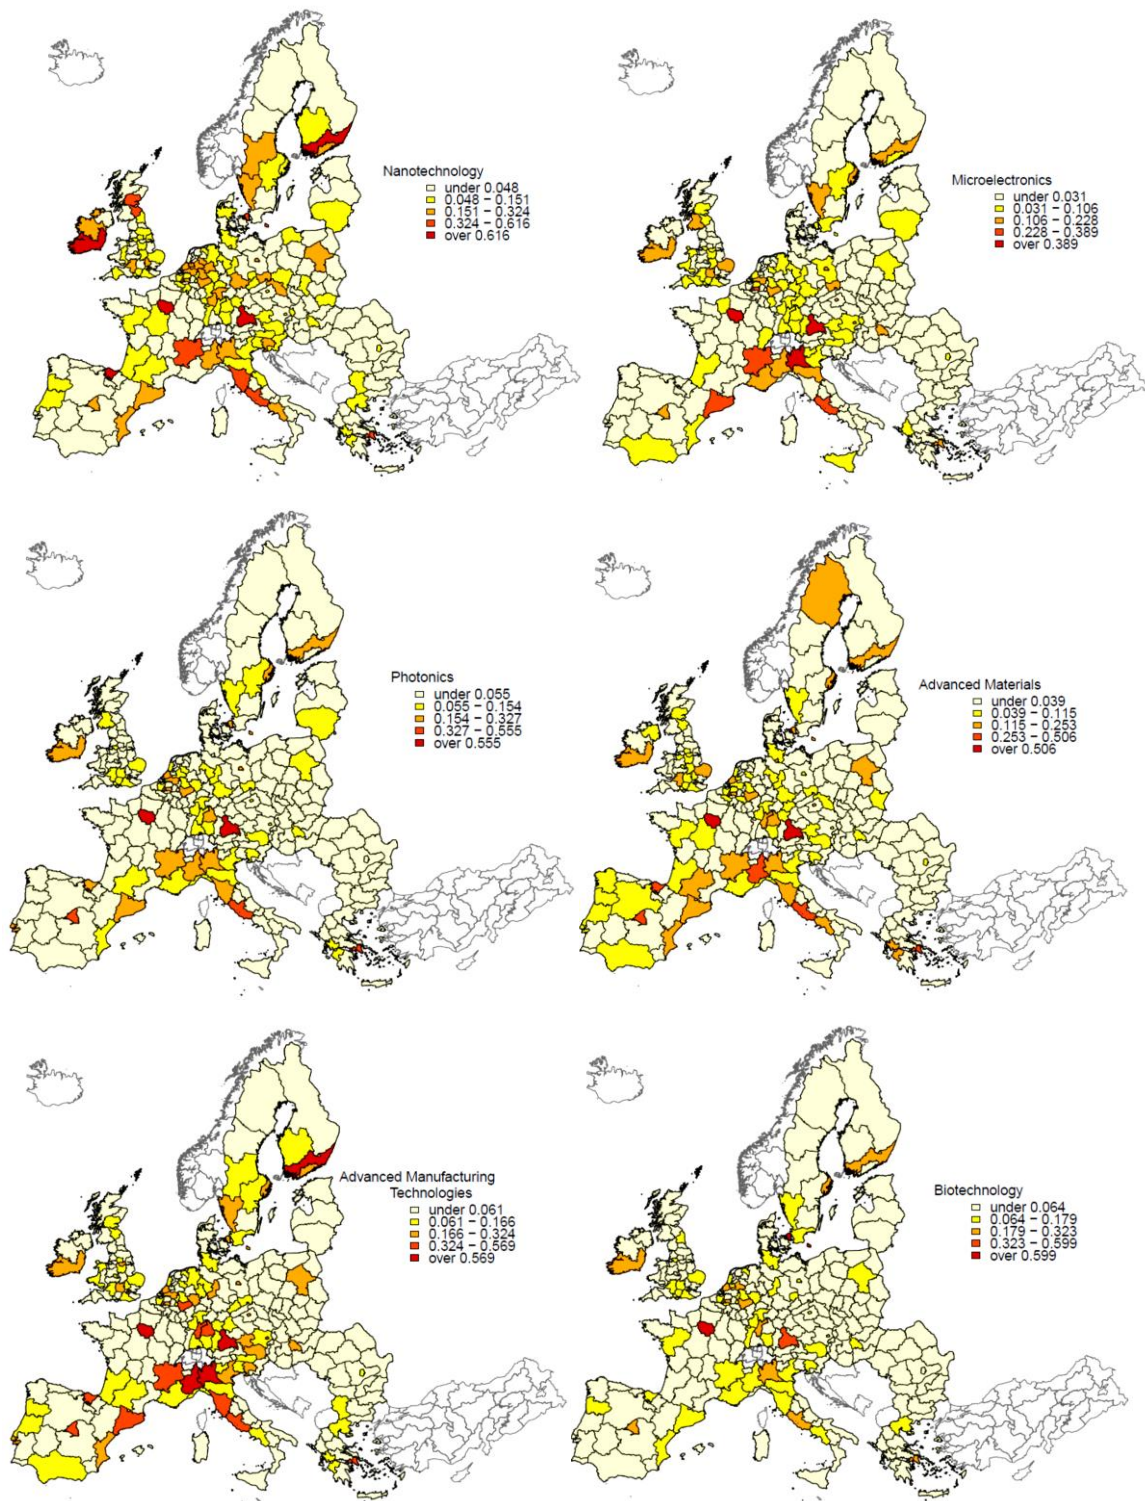 Nanotechnology
under 0.048
0.048 – 0.151
0.151 – 0.324
0.324 – 0.616
over 0.616
Microelectronics
under 0.031
0.031 – 0.106
0.106 – 0.228
0.228 – 0.389
over 0.389
Photonics
under 0.055
0.055 – 0.154
0.154 – 0.327
0.327 – 0.555
over 0.555
Advanced Materials
under 0.039
0.039 – 0.115
0.115 – 0.253
0.253 – 0.506
over 0.506
Advanced Manufacturing
Technologies
under 0.061
0.061 – 0.166
0.166 – 0.324
0.324 – 0.569
over 0.569
Biotechnology
under 0.064
0.064 – 0.179
0.179 – 0.323
0.323 – 0.599
over 0.599